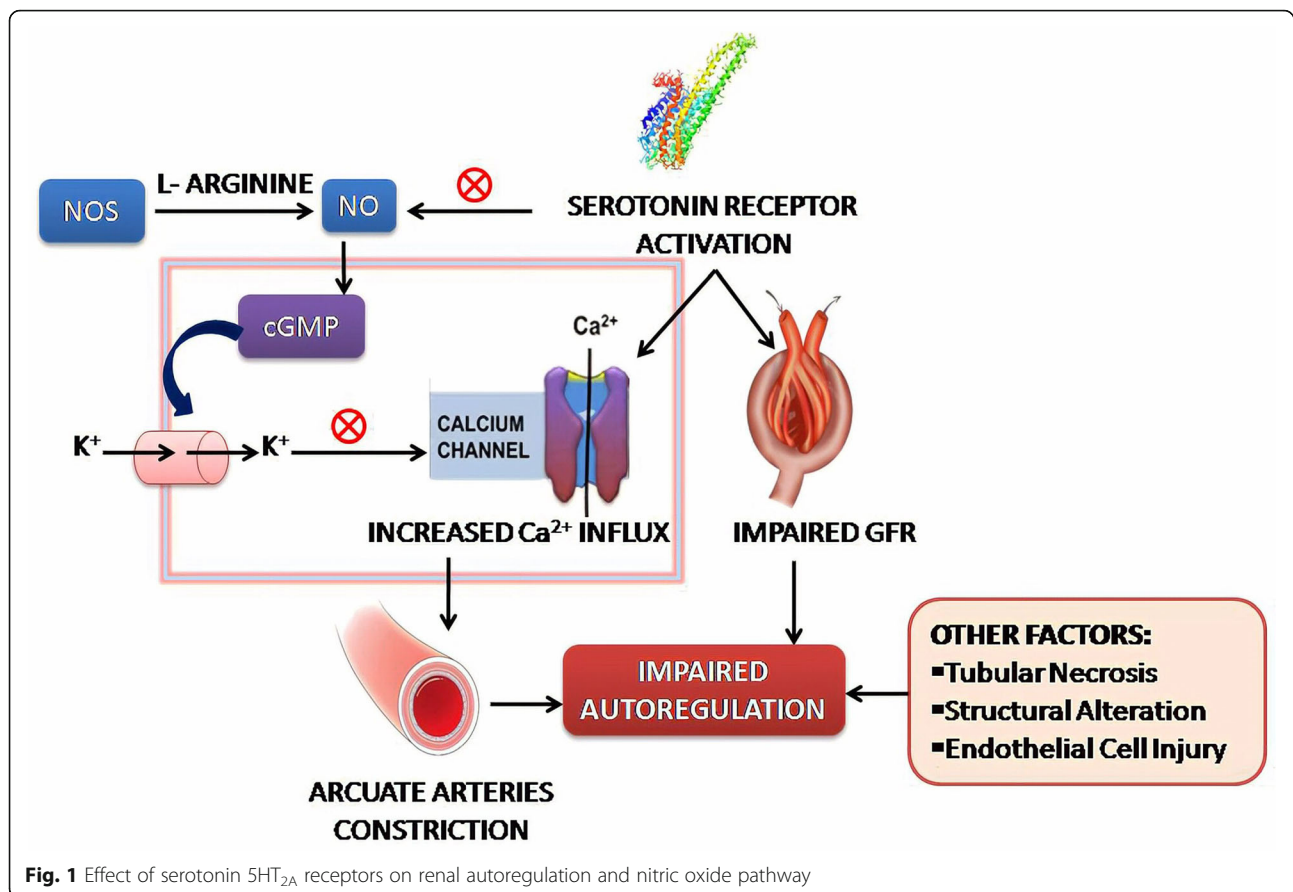 L- ARGININE
NOS
NO
SEROTONIN RECEPTOR
ACTIVATION
cGMP
Ca²⁺
K⁺
K⁺
CALCIUM
CHANNEL
INCREASED Ca²⁺ INFLUX
IMPAIRED GFR
OTHER FACTORS:
▪Tubular Necrosis
▪Structural Alteration
▪Endothelial Cell Injury
IMPAIRED
AUTOREGULATION
ARCUATE ARTERIES
CONSTRICTION
Fig. 1 Effect of serotonin 5HT₂A receptors on renal autoregulation and nitric oxide pathway